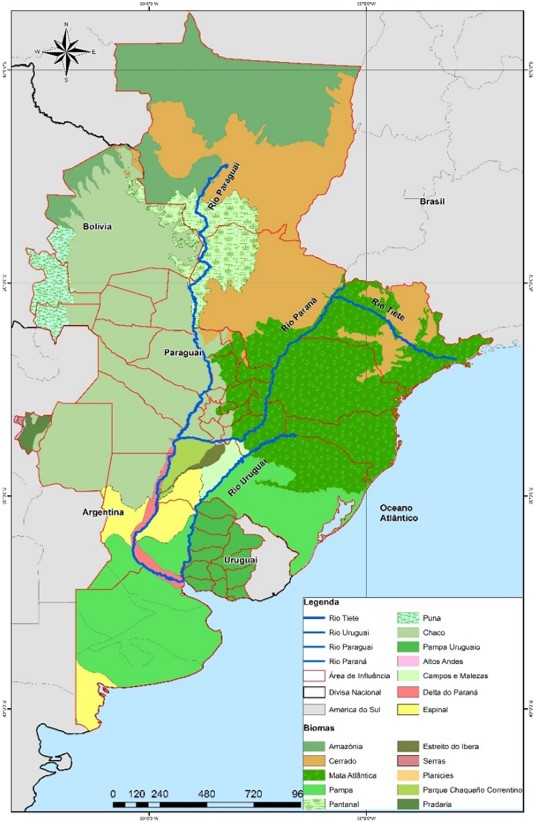 N
W
E
S
Rio Paraguai
Bolivia
Brasil
Rio Parana
Rio Tiete
Paraguai
Rio Uruguai
Argentina
Oceano
Atlântico
Uruguai
Legenda
Rio Tiete
Rio Uruguai
Rio Paraguai
Rio Paraná
Área de Influência
Divisa Nacional
América do Sul
Puna
Chaco
Pampa Uruguaio
Altos Andes
Campos e Malezas
Delta do Paraná
Espinal
Biomas
Amazônia
Cerrado
Mata Atlântica
Pampa
Pantanal
Estreito do Ibera
Serras
Planicies
Parque Chaqueño Correntino
Pradaria
0 120 240 480 720 96